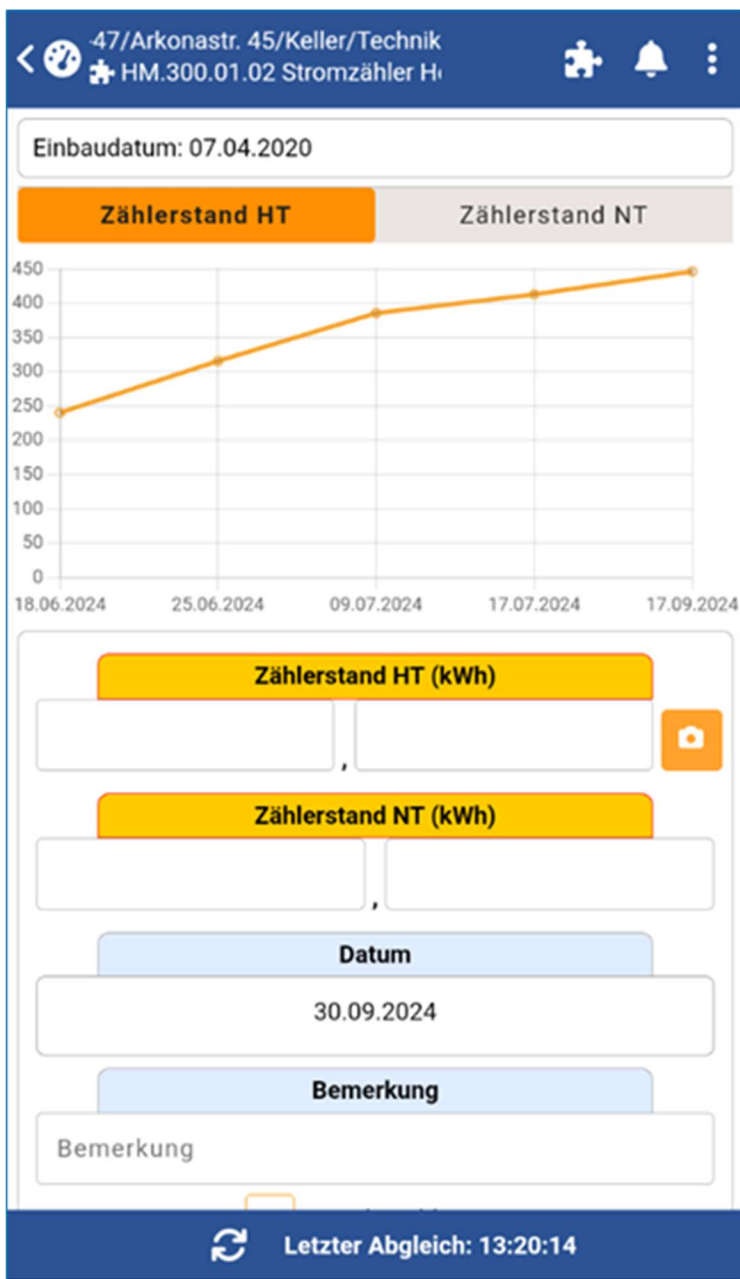 -47/Arkonastr. 45/Keller/Technik
HM.300.01.02 Stromzähler H
Einbaudatum: 07.04.2020
Zählerstand HT
Zählerstand NT
450
400
350
300
250
200
150
100
50
0
18.06.2024 25.06.2024 09.07.2024 17.07.2024 17.09.2024
Zählerstand HT (kWh)
,
Zählerstand NT (kWh)
,
Datum
30.09.2024
Bemerkung
Bemerkung
Letzter Abgleich: 13:20:14